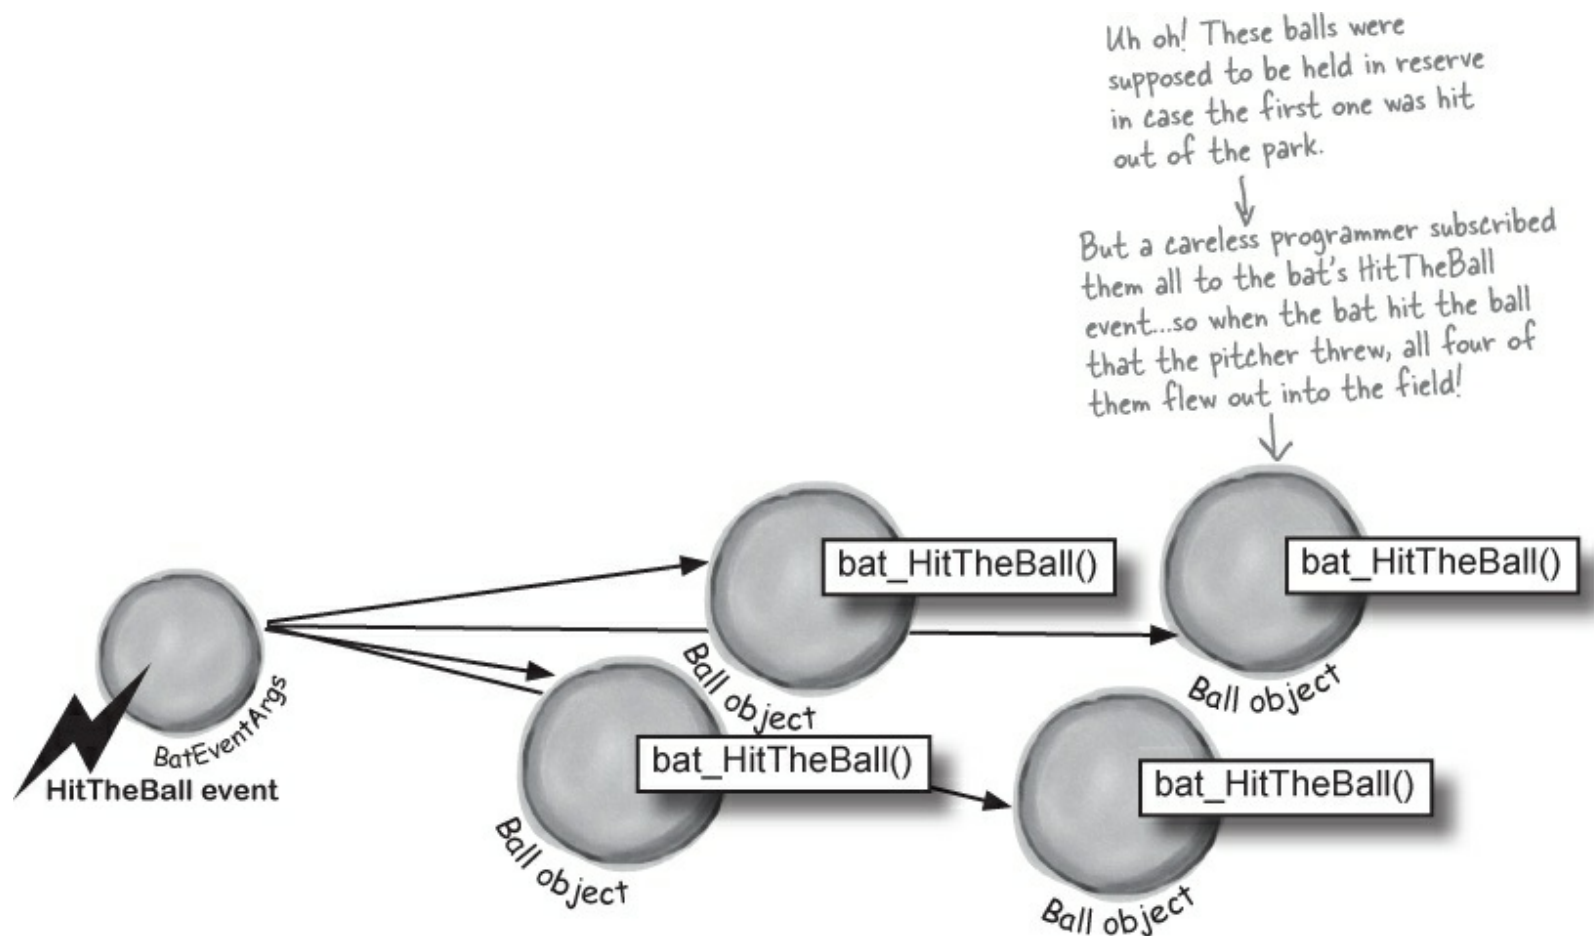 Uh oh! These balls were
supposed to be held in reserve
in case the first one was hit
out of the park.
But a careless programmer subscribed
them all to the bat's HitTheBall
event...so when the bat hit the ball
that the pitcher threw, all four of
them flew out into the field!
bat_HitTheBall()
bat_HitTheBall()
Ball object
Ball object
BatEventArgs
HitTheBall event
bat_HitTheBall()
bat_HitTheBall()
Ball object
Ball object